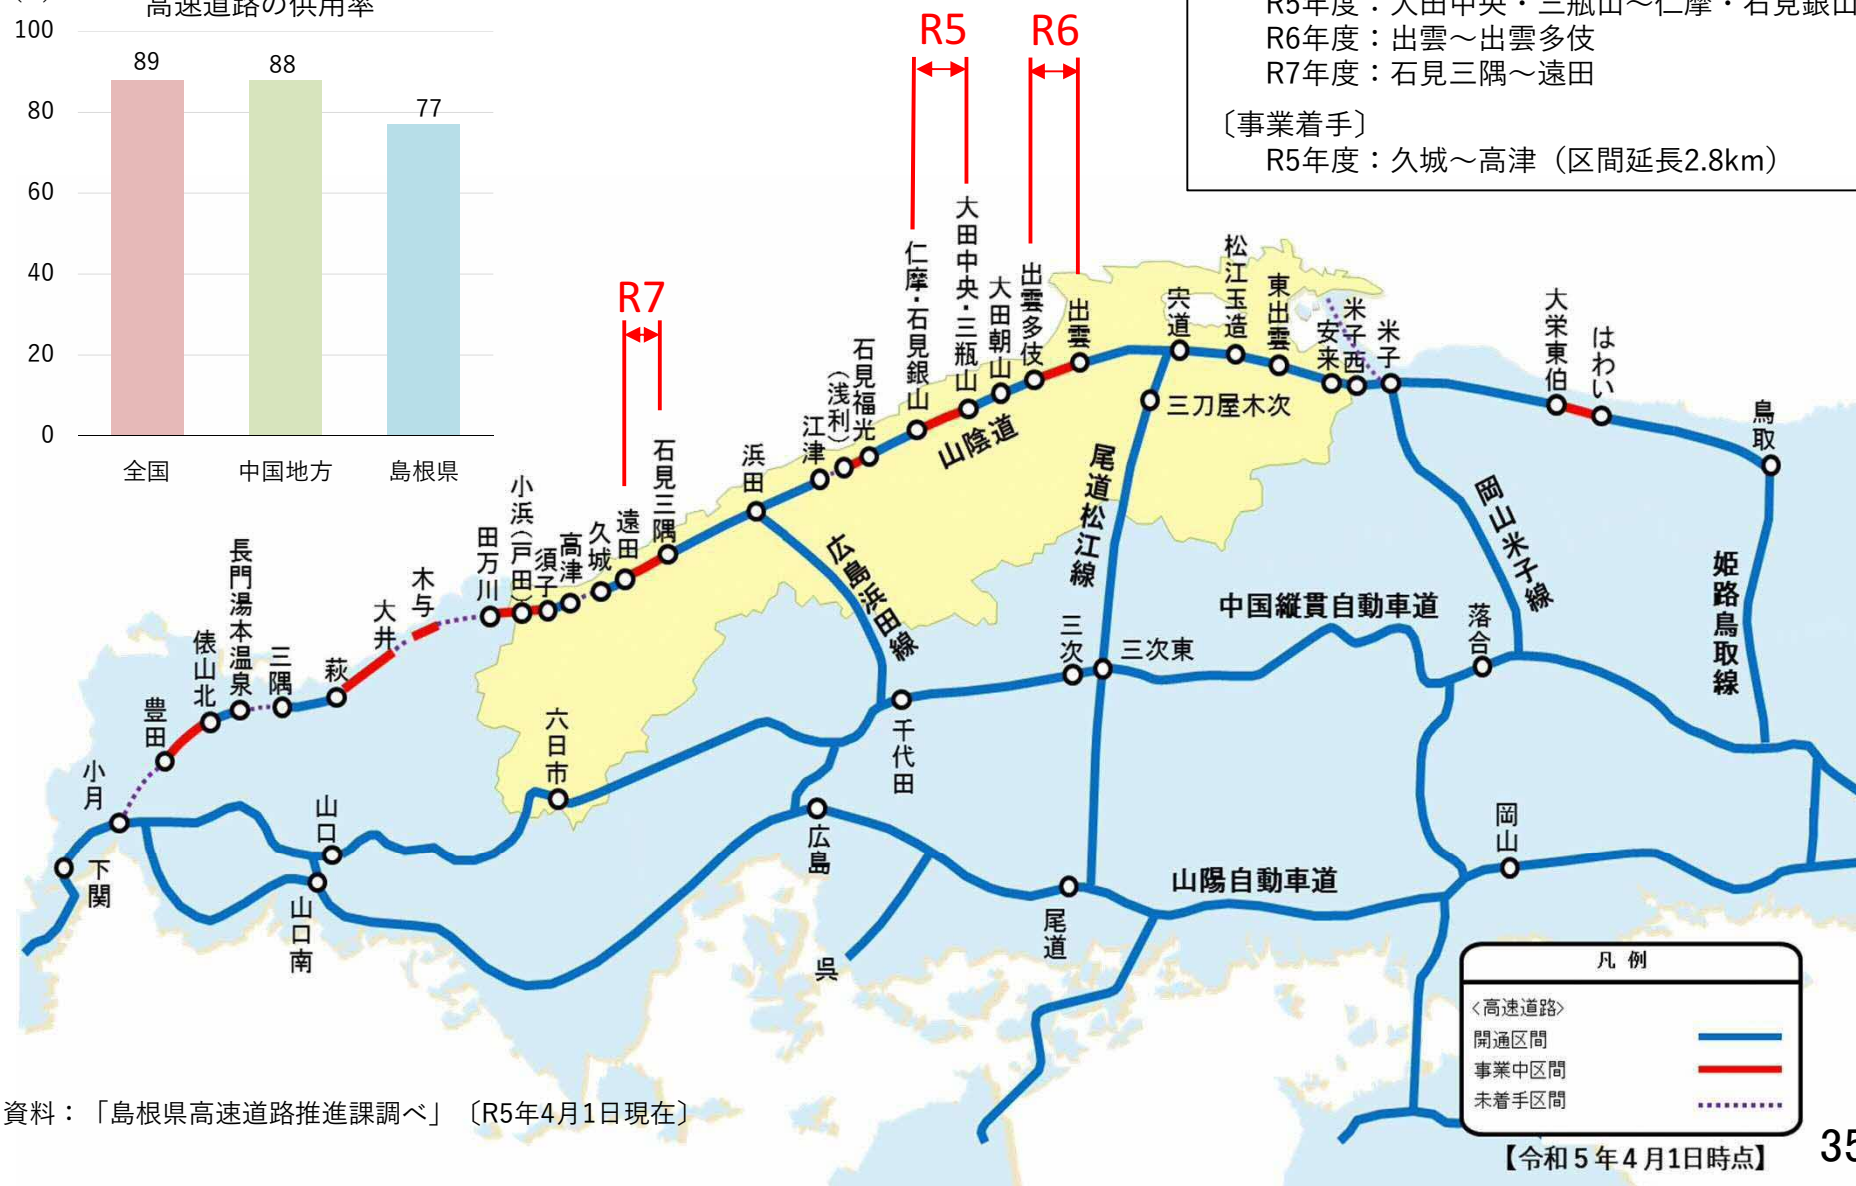 高速道路の供用率
100
80
60
40
20
0
89
88
77
全国
中国地方
島根県
R5年度：大田中央・三瓶山～仁摩・石見銀山
R6年度：出雲～出雲多伎
R7年度：石見三隅～遠田
〔事業着手〕
R5年度：久城～高津（区間延長2.8km）
R5
R6
R7
小月
豊田
俵山北
長門湯本温泉
三隅
萩
大井
木与
田万川
小浜(戸田)
須子
高津
久城
遠田
石見三隅
浜田
江津
（浅利）
石見福光
仁摩・石見銀山
大田中央・三瓶山
大田朝山
出雲多伎
出雲
宍道
松江玉造
東出雲
安来
米子西
米子
大栄東伯
はわい
鳥取
三刀屋木次
山陰道
尾道松江線
広島浜田線
岡山米子線
姫路鳥取線
中国縦貫自動車道
落合
三次
三次東
千代田
六日市
山口
山口南
下関
広島
呉
尾道
岡山
山陽自動車道
凡 例
<高速道路>
開通区間
事業中区間
未着手区間
【令和５年４月1日時点】
資料：「島根県高速道路推進課調べ」〔R5年4月1日現在〕
35